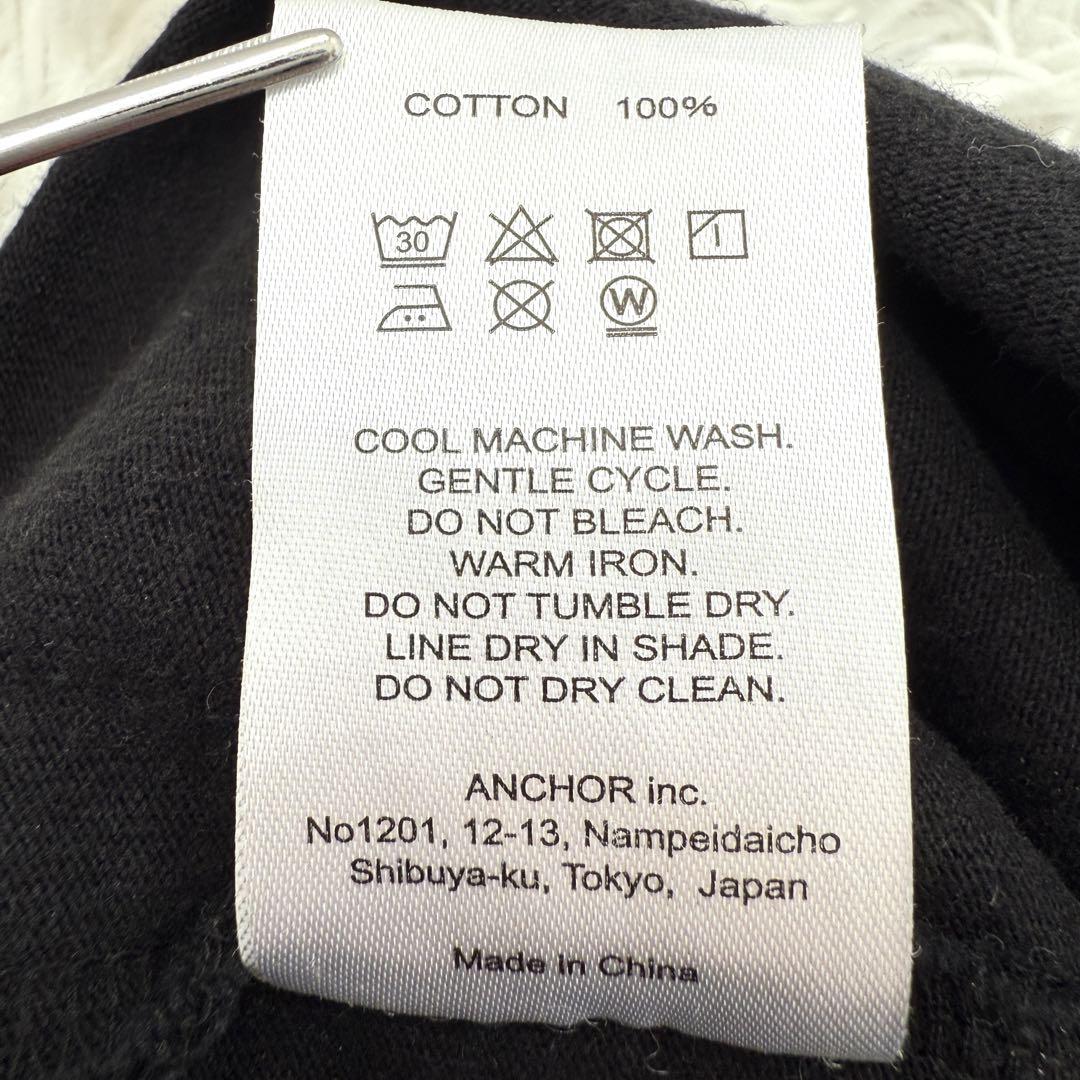 COTTON 100%
30
W
COOL MACHINE WASH.
GENTLE CYCLE.
DO NOT BLEACH.
WARM IRON.
DO NOT TUMBLE DRY.
LINE DRY IN SHADE.
DO NOT DRY CLEAN.
ANCHOR inc.
No1201, 12-13, Nampeidaicho
Shibuya-ku, Tokyo, Japan
Made in China